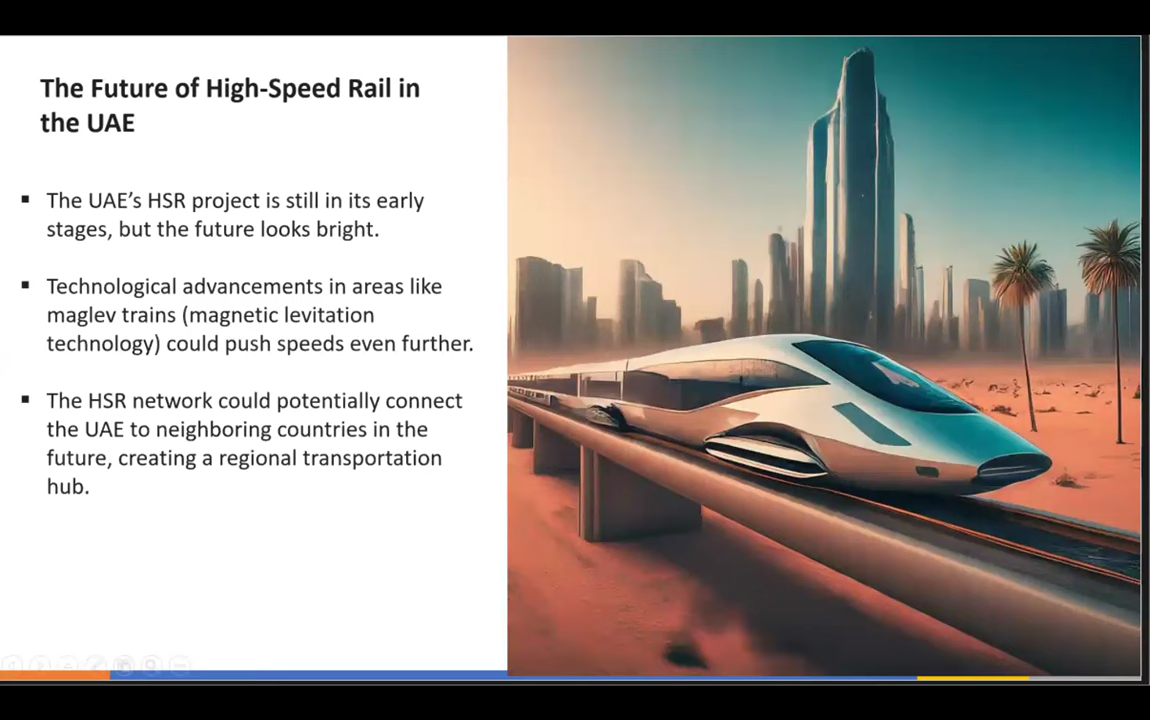 The Future of High-Speed Rail in
the UAE
▪ The UAE’s HSR project is still in its early
stages, but the future looks bright.
▪ Technological advancements in areas like
maglev trains (magnetic levitation
technology) could push speeds even further.
▪ The HSR network could potentially connect
the UAE to neighboring countries in the
future, creating a regional transportation
hub.